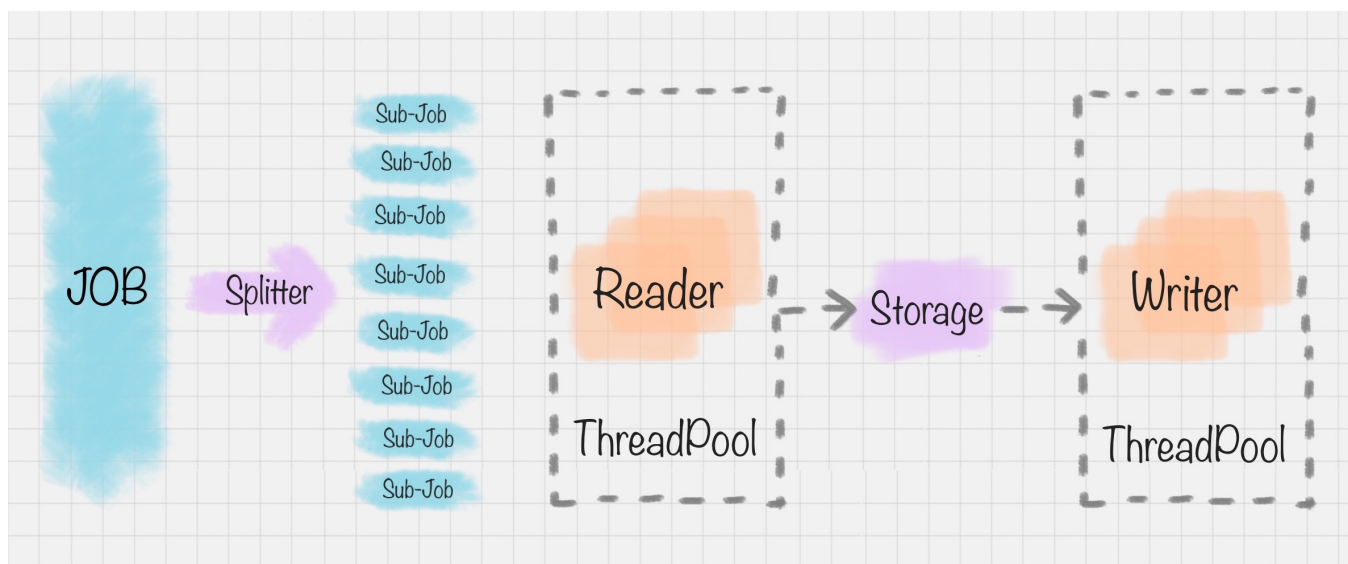 JOB
Splitter
Sub-Job
Sub-Job
Sub-Job
Sub-Job
Sub-Job
Sub-Job
Sub-Job
Sub-Job
Reader
ThreadPool
Storage
Writer
ThreadPool